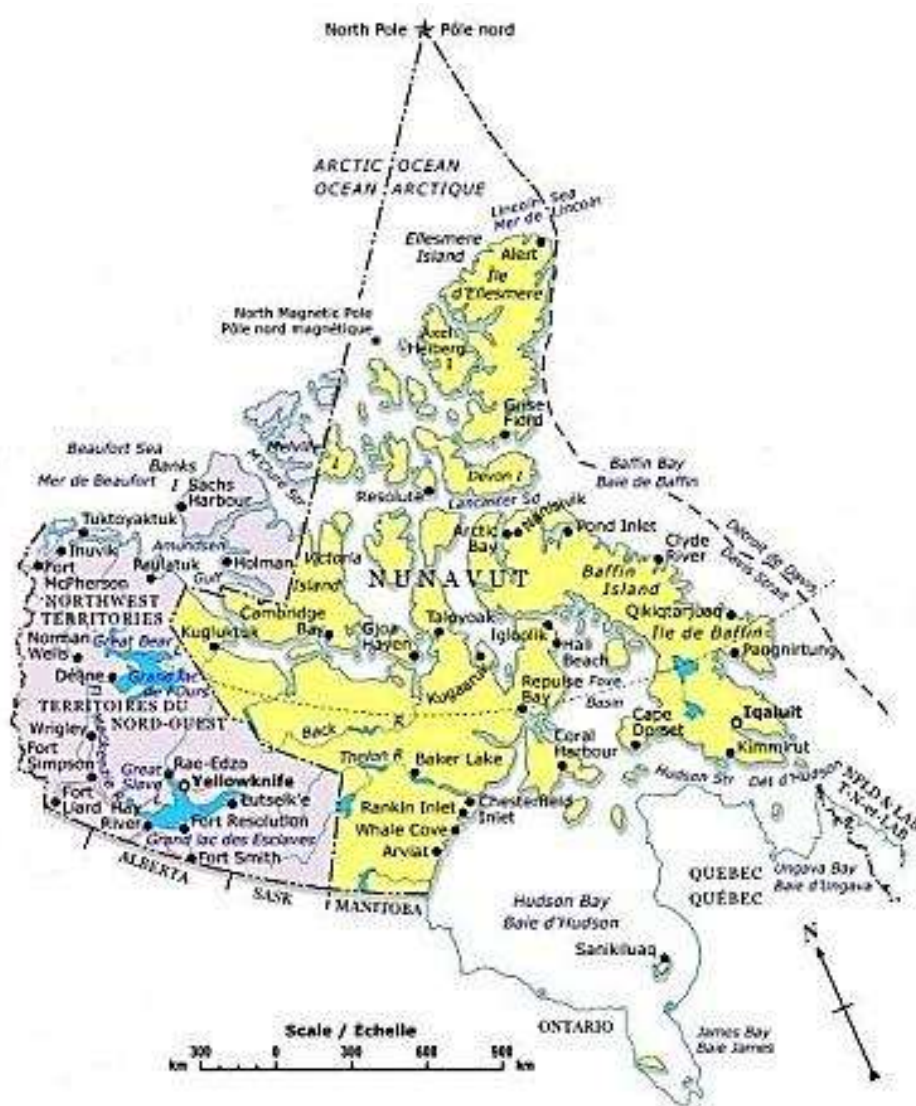 North Pole ★ Pôle nord
ARCTIC OCEAN
OCEAN ARCTIQUE
Lincoln Sea
Mer de Lincoln
Ellesmere
Island
Alert
Île
d'Ellesmere
North Magnetic Pole
Pôle nord magnétique
Axel
Heiberg
I
Grise
Fiord
Beaufort Sea
Mer de Beaufort
Banks
I
Sachs
Harbour
Melville
I
M'Clure Str
Devon I
Resolute
Lancaster Sd
Baffin Bay
Baie de Baffin
Tuktoyaktuk
Inuvik
Fort
McPherson
Amundsen
Gulf
Paulatuk
Holman
Victoria
Island
Arctic
Bay
Nanisivik
Pond Inlet
Clyde
River
Détroit de Davis
Davis Strait
NUNAVUT
Baffin
Island
Île de Baffin
Qikiqtarjuaq
Pangnirtung
NORTHWEST
TERRITORIES
Norman
Wells
Great Bear
L
Grand lac
de l'Ours
Déline
Kugluktuk
Cambridge
Bay
Gjoa
Haven
Taloyoak
Kugaaruk
Igloolik
Hall
Beach
Repulse
Bay
Foxe
Basin
TERRITOIRES DU
NORD-OUEST
Wrigley
Fort
Simpson
Fort
Liard
Hay
River
Great
Slave
L
Rae-Edzo
Yellowknife
Lutselk'e
Fort Resolution
Grand lac des Esclaves
Fort Smith
Back
R
Thelon R
Baker Lake
Rankin Inlet
Chesterfield
Inlet
Whale Cove
Arviat
Coral
Harbour
Cape
Dorset
Iqaluit
Kimmirut
Hudson Str
Dét d'Hudson
NFLD & LAB
T-N-et-LAB
ALBERTA
SASK
MANITOBA
Hudson Bay
Baie d'Hudson
QUEBEC
QUÉBEC
Ungava Bay
Baie d'Ungava
Sanikiluaq
N
ONTARIO
James Bay
Baie James
Scale / Échelle
300 0 300 600 900
km km